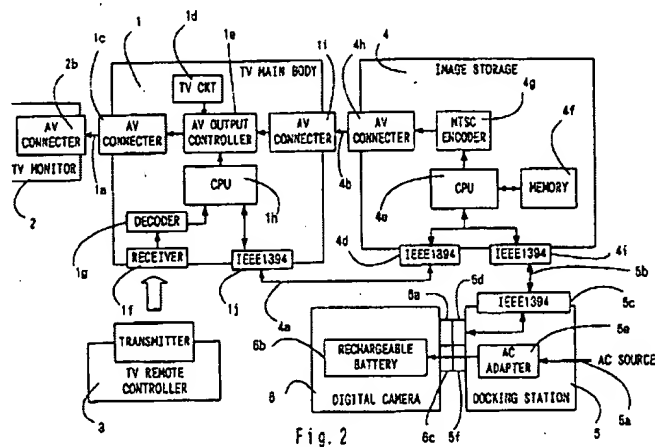 1
1d
1e
1i
4h
4
1c
2b
TV MAIN BODY
IMAGE STORAGE
4g
TV CKT
4f
AV CONNECTER
AV CONNECTER
AV OUTPUT CONTROLLER
AV CONNECTER
AV CONNECTER
NTSC ENCODER
TV MONITOR
1a
4b
2
CPU
1h
4e
CPU
MEMORY
DECODER
1g
RECEIVER
IEEE1394
4d
IEEE1394
IEEE1394
4i
1f
1j
5b
4a
6a
5d
IEEE1394
5c
TRANSMITTER
6b
RECHARGEABLE BATTERY
AC ADAPTER
5e
AC SOURCE
TV REMOTE CONTROLLER
DIGITAL CAMERA
DOCKING STATION
3
6
6c
5f
5
5a
Fig. 2